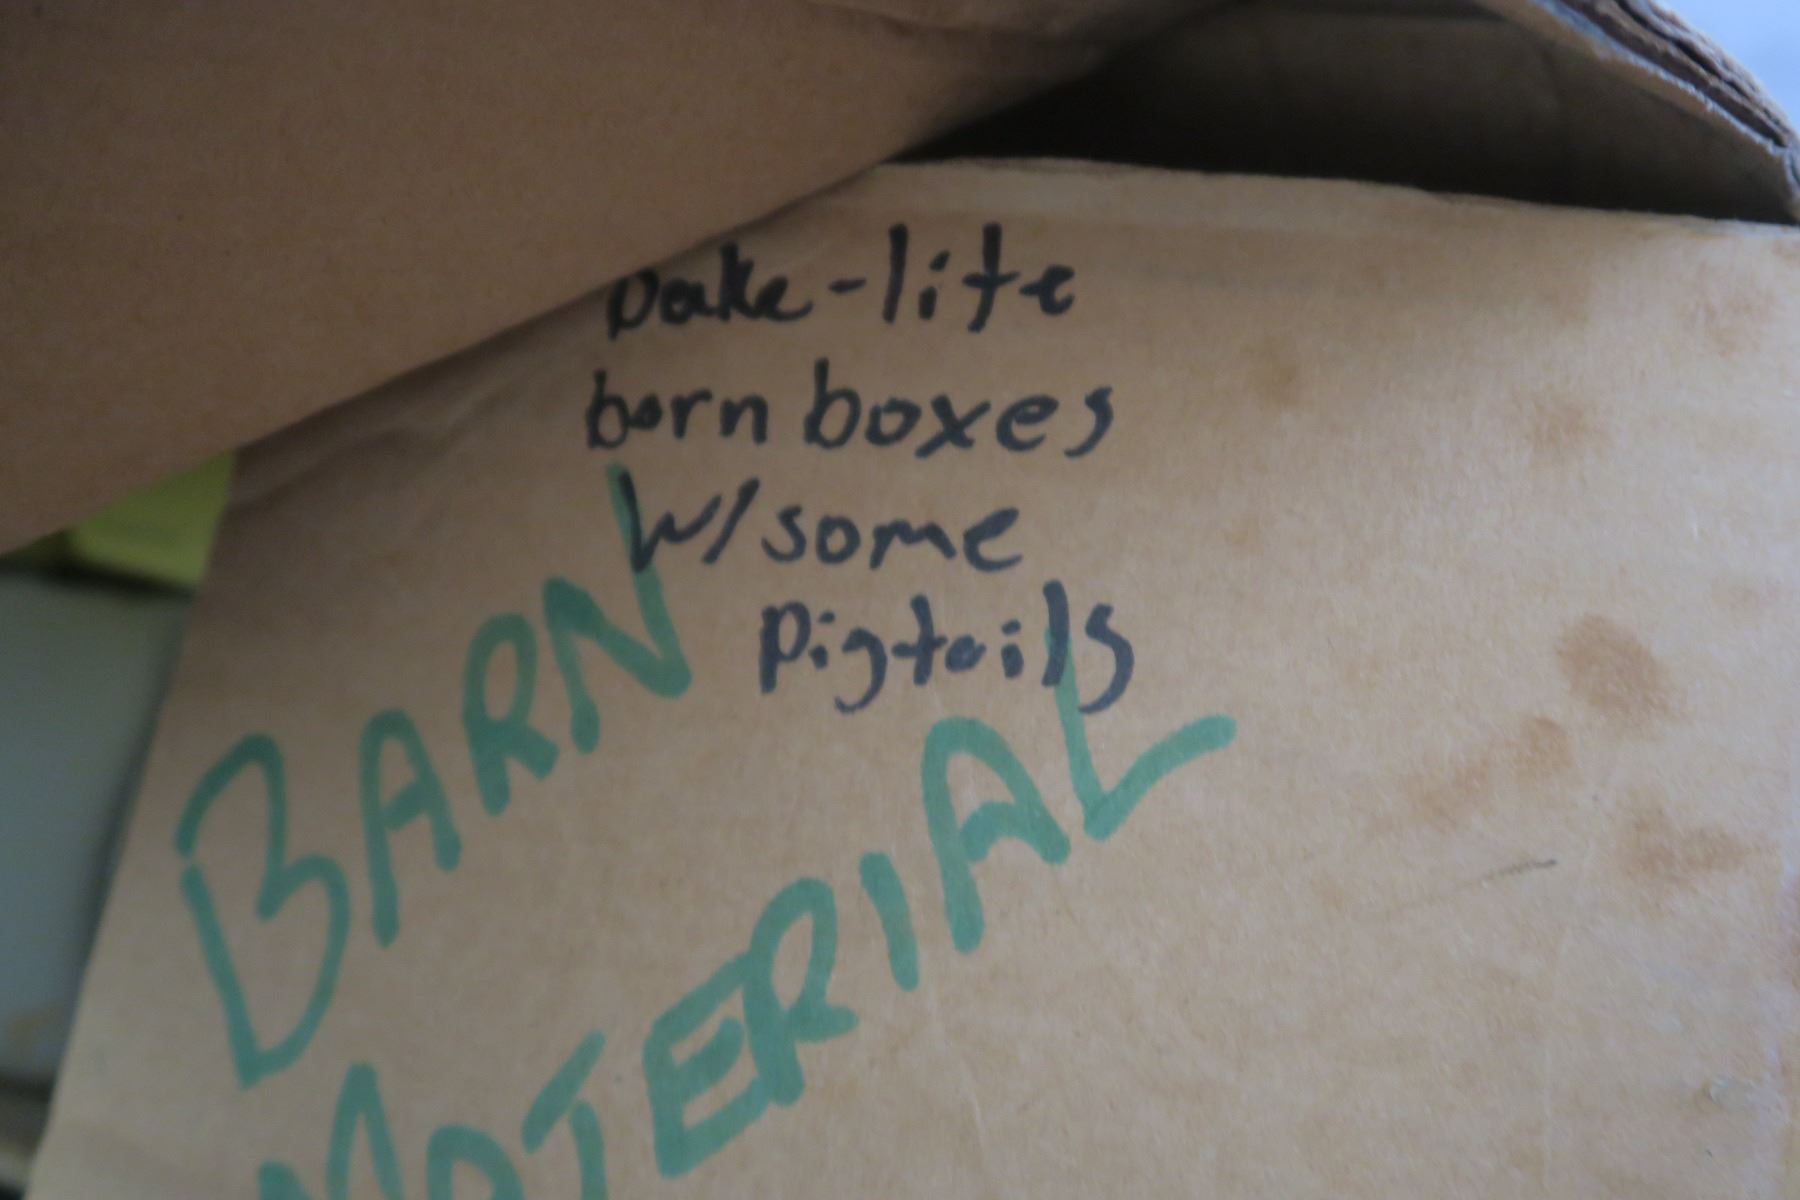 Bake-lite
barn boxes
w/some
pigtails
BARN
MATERIAL